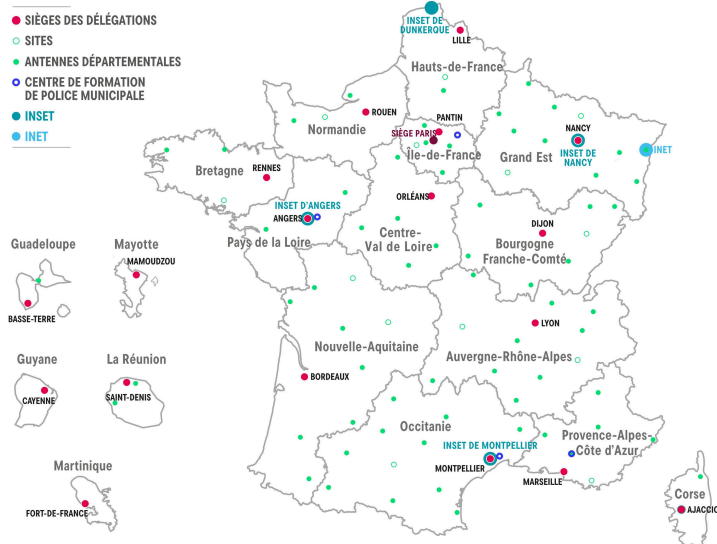 SIÈGES DES DÉLÉGATIONS
SITES
ANTENNES DÉPARTEMENTALES
CENTRE DE FORMATION
DE POLICE MUNICIPALE
INSET
INET
INSET DE
DUNKERQUE
LILLE
Hauts-de-France
ROUEN
Normandie
PANTIN
SIÈGE PARIS
Île-de-France
NANCY
Grand Est
INSET DE
NANCY
INET
Bretagne
RENNES
ORLÉANS
INSET D'ANGERS
ANGERS
Pays de la Loire
Centre-
Val de Loire
DIJON
Bourgogne
Franche-Comté
Guadeloupe
BASSE-TERRE
Mayotte
MAMOUDZOU
LYON
Nouvelle-Aquitaine
Auvergne-Rhône-Alpes
Guyane
CAYENNE
La Réunion
SAINT-DENIS
BORDEAUX
Occitanie
INSET DE MONTPELLIER
MONTPELLIER
Provence-Alpes-
Côte d'Azur
MARSEILLE
Martinique
FORT-DE-FRANCE
Corse
AJACCIO